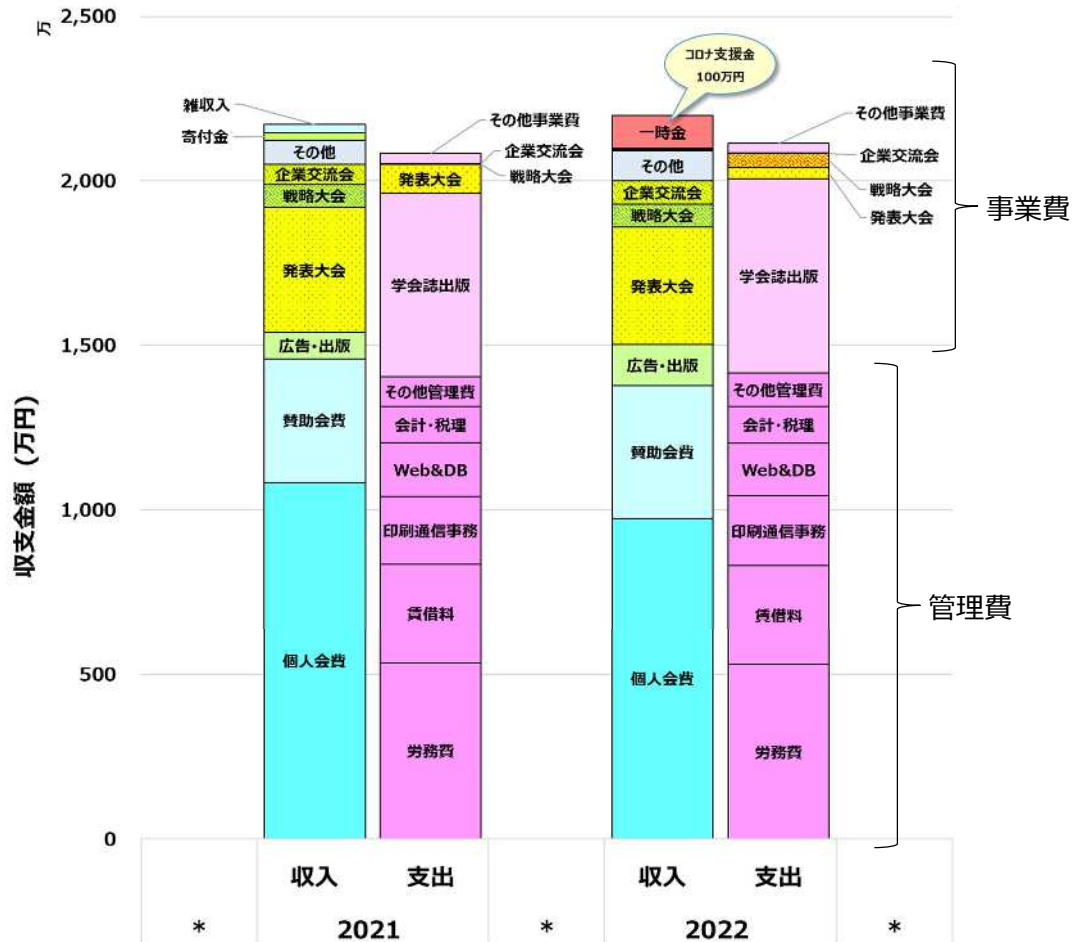 万
2,500
2,000
1,500
1,000
500
0
収支金額 (万円)
雑収入
寄付金
その他
企業交流会
戦略大会
発表大会
広告・出版
賛助会費
個人会費
その他事業費
企業交流会
戦略大会
発表大会
学会誌出版
その他管理費
会計・税理
Web&DB
印刷通信事務
賃借料
労務費
コロナ支援金
100万円
一時金
その他
企業交流会
戦略大会
発表大会
広告・出版
賛助会費
個人会費
その他事業費
企業交流会
戦略大会
発表大会
学会誌出版
その他管理費
会計・税理
Web&DB
印刷通信事務
賃借料
労務費
事業費
管理費
収入 支出 収入 支出
* 2021 * 2022 *